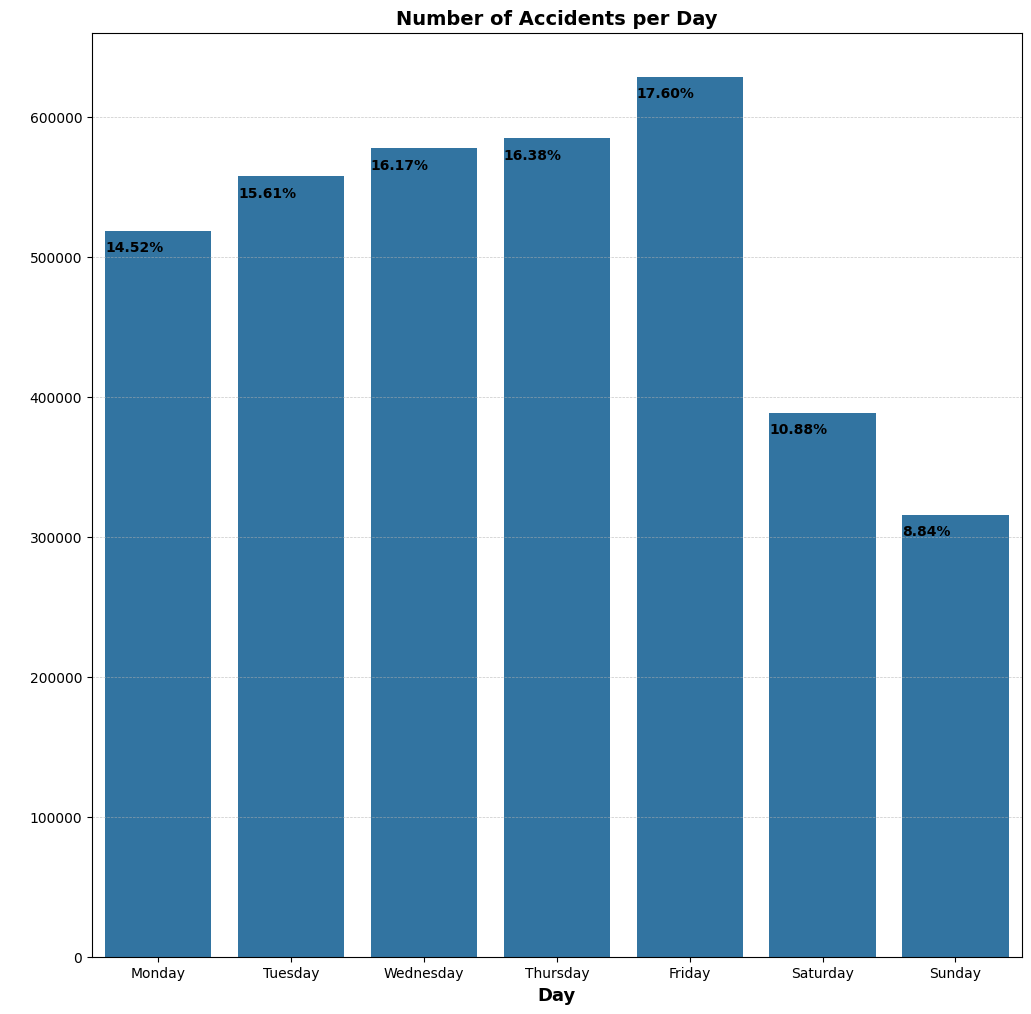 Number of Accidents per Day
600000
500000
400000
300000
200000
100000
0
14.52%
15.61%
16.17%
16.38%
17.60%
10.88%
8.84%
Monday
Tuesday
Wednesday
Thursday
Friday
Saturday
Sunday
Day